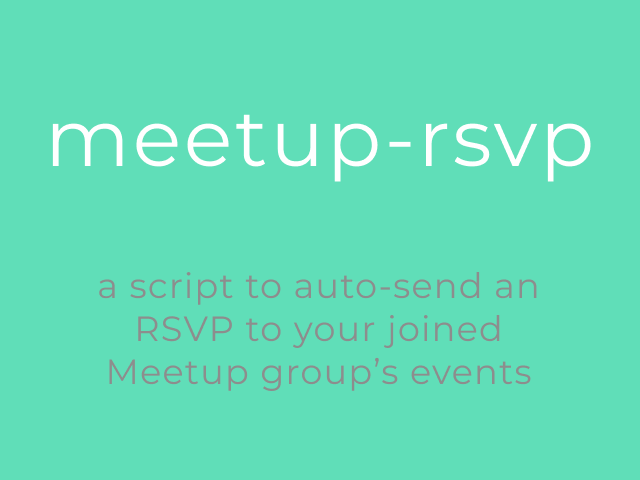 meetup-rsvp
a script to auto-send an
RSVP to your joined
Meetup group’s events